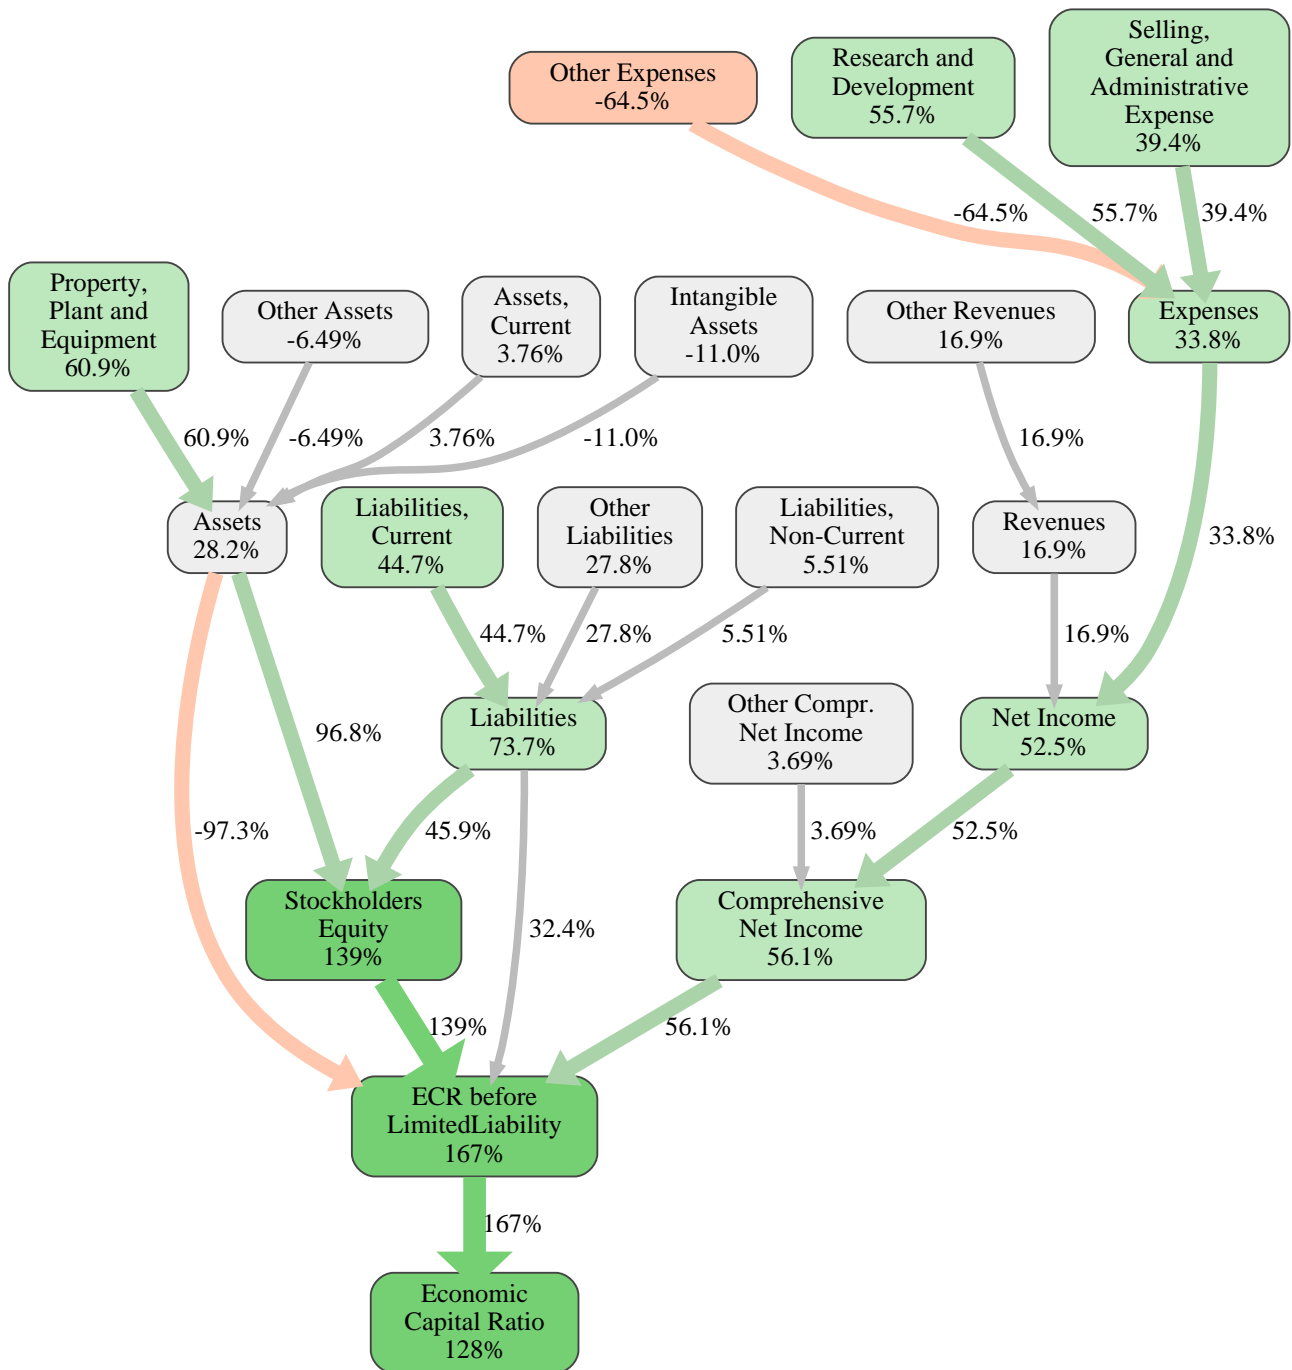 Selling,
General and
Administrative
Expense
39.4%
Research and
Development
55.7%
Other Expenses
-64.5%
-64.5%
55.7%
39.4%
Property,
Plant and
Equipment
60.9%
Other Assets
-6.49%
Assets,
Current
3.76%
Intangible
Assets
-11.0%
Other Revenues
16.9%
Expenses
33.8%
60.9%
-6.49%
3.76%
-11.0%
16.9%
33.8%
Assets
28.2%
Liabilities,
Current
44.7%
Other
Liabilities
27.8%
Liabilities,
Non-Current
5.51%
Revenues
16.9%
44.7%
27.8%
5.51%
16.9%
96.8%
-97.3%
Liabilities
73.7%
Other Compr.
Net Income
3.69%
Net Income
52.5%
45.9%
32.4%
3.69%
52.5%
Stockholders
Equity
139%
Comprehensive
Net Income
56.1%
139%
56.1%
ECR before
LimitedLiability
167%
167%
Economic
Capital Ratio
128%